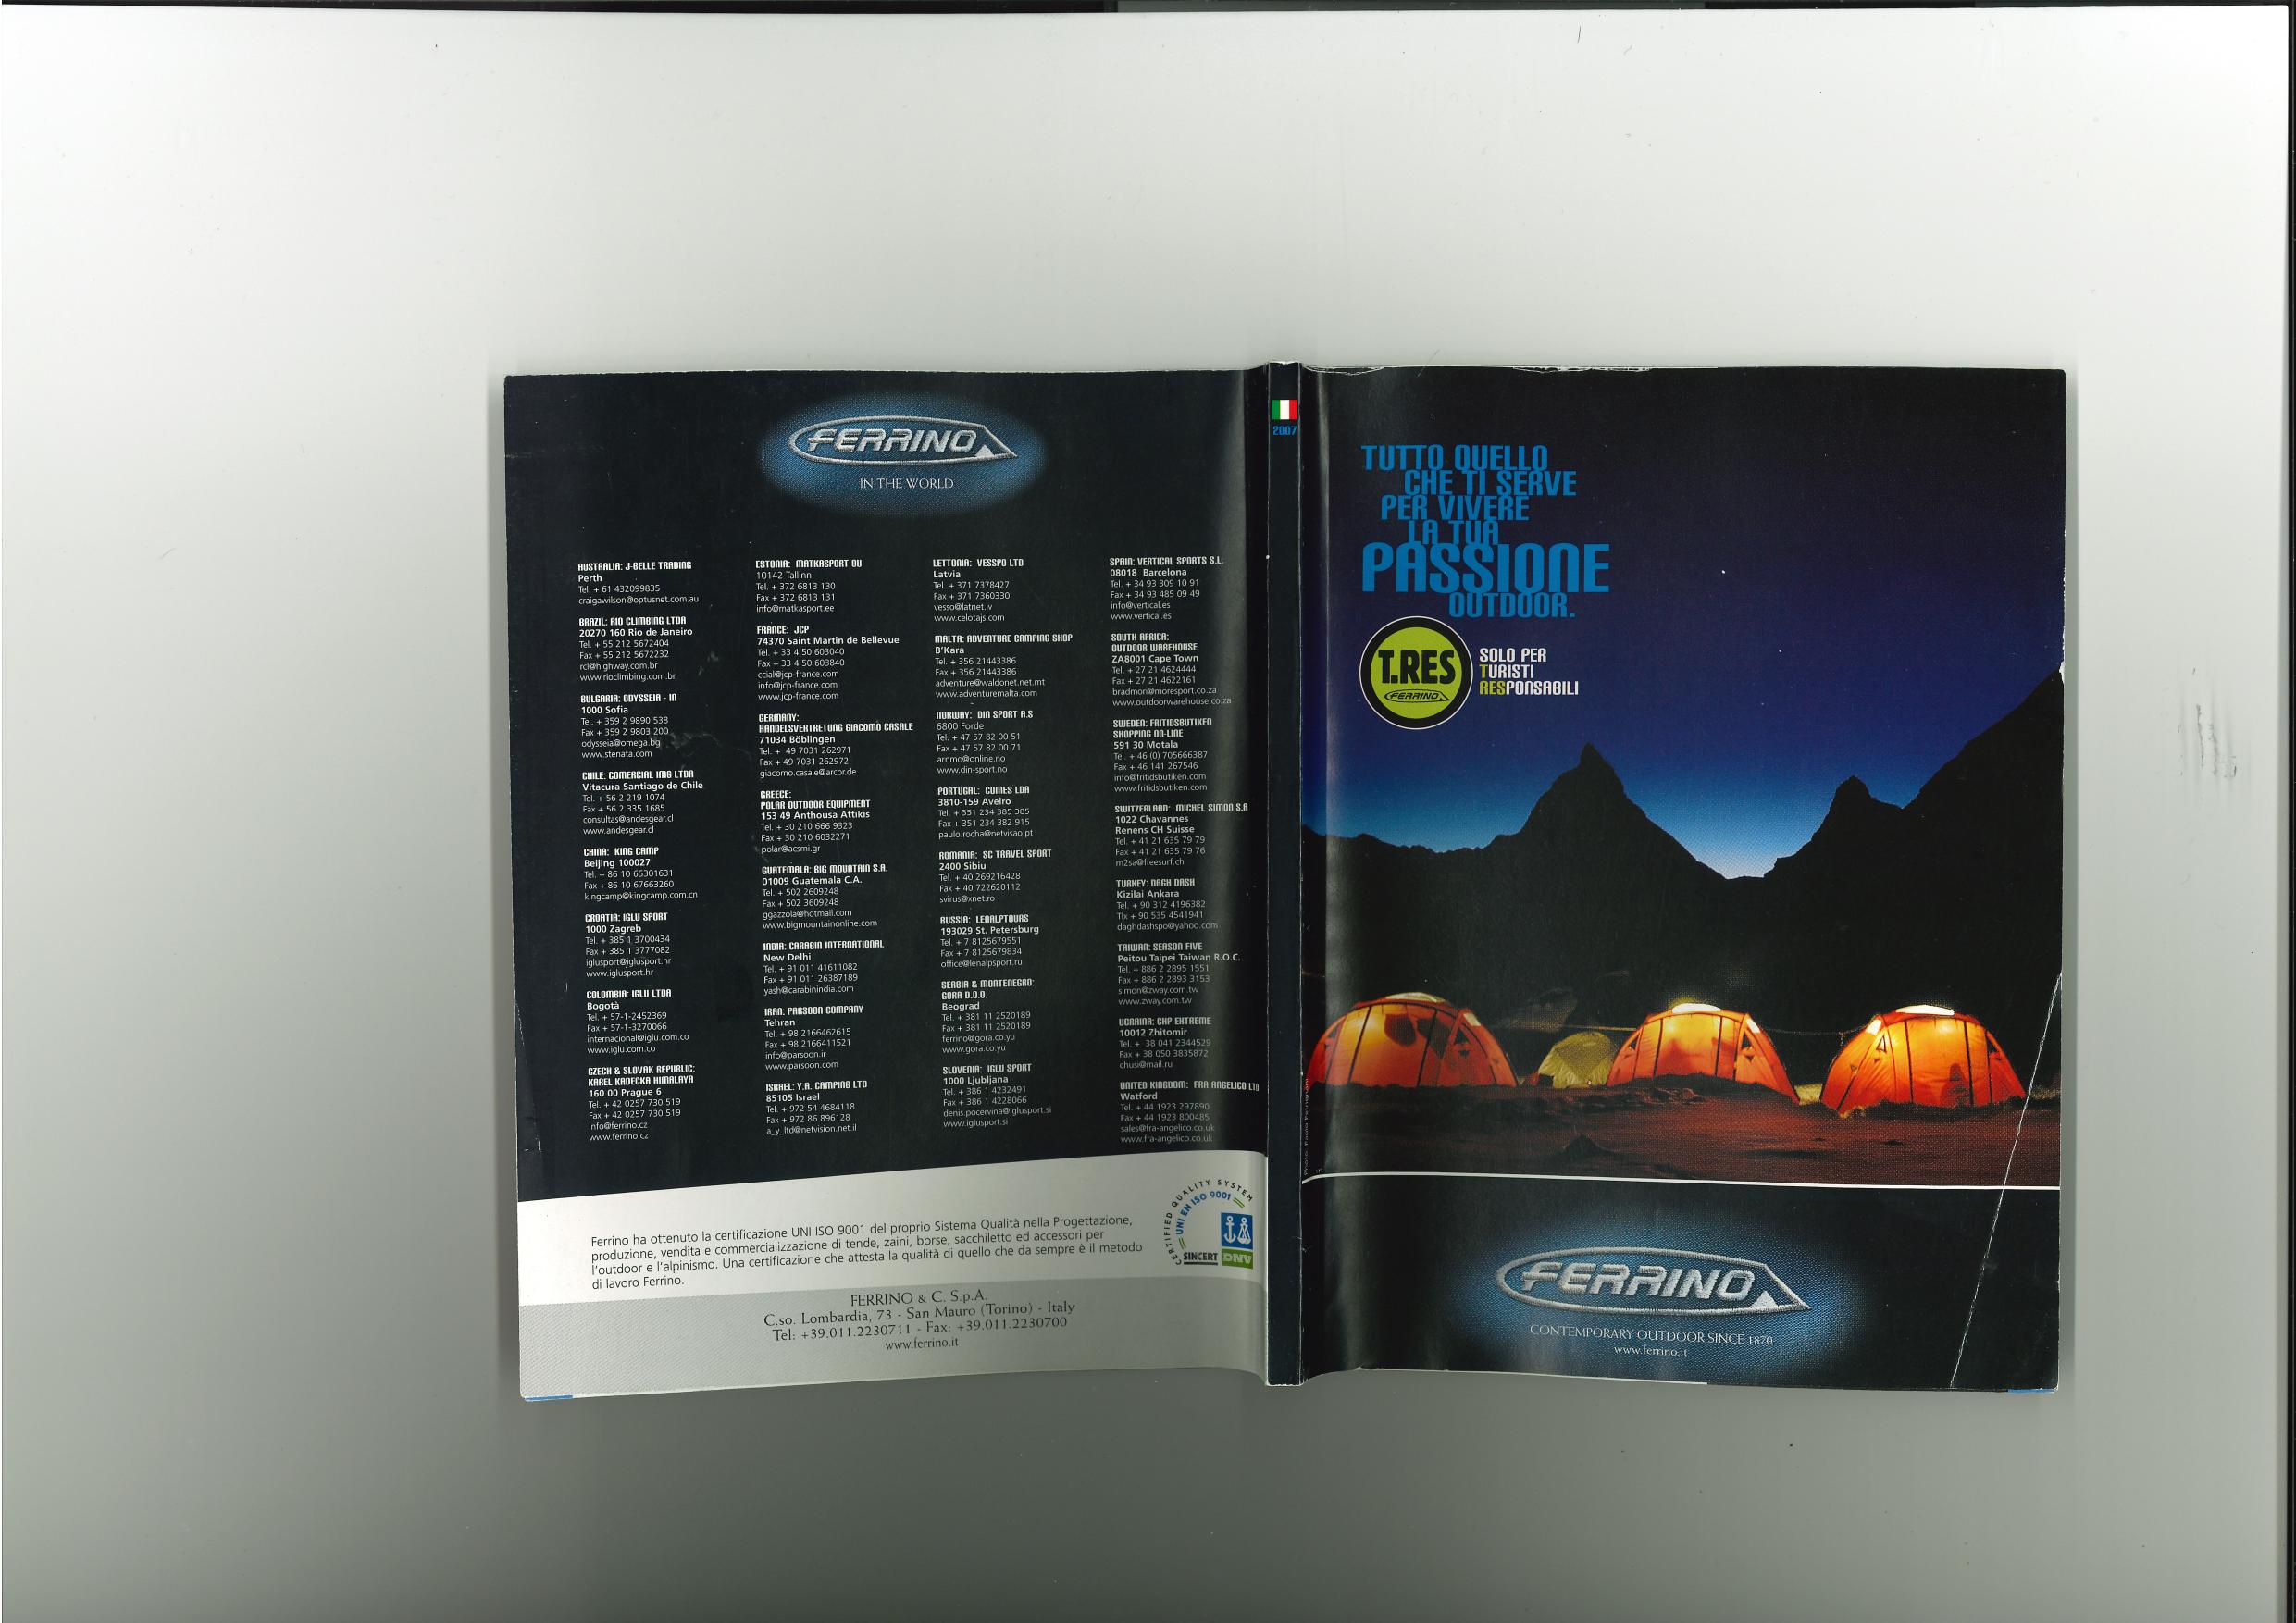 FERRINO
IN THE WORLD
AUSTRALIA: J-BELLE TRADING
Perth
Tel. + 61 432099835
craigawilson@optusnet.com.au
BRAZIL: RIO CLIMBING LTDA
20270 160 Rio de Janeiro
Tel. + 55 212 5672404
Fax + 55 212 5672232
rcl@highway.com.br
www.rioclimbing.com.br
BULGARIA: ODYSSEIA - IN
1000 Sofia
Tel. + 359 2 9890 538
Fax + 359 2 9803 200
odysseia@omega.bg
www.stenata.com
CHILE: COMERCIAL IMG LTDA
Vitacura Santiago de Chile
Tel. + 56 2 219 1074
Fax + 56 2 335 1685
consultas@andesgear.cl
www.andesgear.cl
CHINA: KING CAMP
Beijing 100027
Tel. + 86 10 65301631
Fax + 86 10 67663260
kingcamp@kingcamp.com.cn
CROATIA: IGLU SPORT
1000 Zagreb
Tel. + 385 1 3700434
Fax + 385 1 3777082
iglusport@iglusport.hr
www.iglusport.hr
COLOMBIA: IGLU LTDA
Bogotà
Tel. + 57-1-2452369
Fax + 57-1-3270066
internacional@iglu.com.co
www.iglu.com.co
CZECH & SLOVAK REPUBLIC:
KAREL KADECKA HIMALAYA
160 00 Prague 6
Tel. + 42 0257 730 519
Fax + 42 0257 730 519
info@ferrino.cz
www.ferrino.cz
ESTONIA: MATKASPORT OU
10142 Tallinn
Tel. + 372 6813 130
Fax + 372 6813 131
info@matkasport.ee
FRANCE: JCP
74370 Saint Martin de Bellevue
Tel. + 33 4 50 603040
Fax + 33 4 50 603840
ccial@jcp-france.com
info@jcp-france.com
www.jcp-france.com
GERMANY:
HANDELSVERTRETUNG GIACOMO CASALE
71034 Böblingen
Tel. + 49 7031 262971
Fax + 49 7031 262972
giacomo.casale@arcor.de
GREECE:
POLAR OUTDOOR EQUIPMENT
153 49 Anthousa Attikis
Tel. + 30 210 666 9323
Fax + 30 210 6032271
polar@acsmi.gr
GUATEMALA: BIG MOUNTAIN S.A.
01009 Guatemala C.A.
Tel. + 502 2609248
Fax + 502 3609248
ggazzola@hotmail.com
www.bigmountainonline.com
INDIA: CARABIN INTERNATIONAL
New Delhi
Tel. + 91 011 41611082
Fax + 91 011 26387189
yash@carabinindia.com
IRAN: PARSOON COMPANY
Tehran
Tel. + 98 2166462615
Fax + 98 2166411521
info@parsoon.ir
www.parsoon.com
ISRAEL: Y.A. CAMPING LTD
85105 Israel
Tel. + 972 54 4684118
Fax + 972 86 896128
a_y_ltd@netvision.net.il
LETTONIA: VESSPO LTD
Latvia
Tel. + 371 7378427
Fax + 371 7360330
vesso@latnet.lv
www.celotajs.com
MALTA: ADVENTURE CAMPING SHOP
B'Kara
Tel. + 356 21443386
Fax + 356 21443386
adventure@waldonet.net.mt
www.adventuremalta.com
NORWAY: DIN SPORT A.S
6800 Forde
Tel. + 47 57 82 00 51
Fax + 47 57 82 00 71
arnmo@online.no
www.din-sport.no
PORTUGAL: CUMES LDA
3810-159 Aveiro
Tel. + 351 234 385 385
Fax + 351 234 382 915
paulo.rocha@netvisao.pt
ROMANIA: SC TRAVEL SPORT
2400 Sibiu
Tel. + 40 269216428
Fax + 40 722620112
svirus@xnet.ro
RUSSIA: LENALPTOURS
193029 St. Petersburg
Tel. + 7 8125679551
Fax + 7 8125679834
office@lenalpsport.ru
SERBIA & MONTENEGRO:
GORA D.O.O.
Beograd
Tel. + 381 11 2520189
Fax + 381 11 2520189
ferrino@gora.co.yu
www.gora.co.yu
SLOVENIA: IGLU SPORT
1000 Ljubljana
Tel. + 386 1 4232491
Fax + 386 1 4228066
denis.pocervina@iglusport.si
www.iglusport.si
SPAIN: VERTICAL SPORTS S.L.
08018 Barcelona
Tel. + 34 93 309 10 91
Fax + 34 93 485 09 49
info@vertical.es
www.vertical.es
SOUTH AFRICA:
OUTDOOR WAREHOUSE
ZA8001 Cape Town
Tel. + 27 21 4624444
Fax + 27 21 4622161
bradmori@moresport.co.za
www.outdoorwarehouse.co.za
SWEDEN: FRITIDSBUTIKEN
SHOPPING ON-LINE
591 30 Motala
Tel. + 46 (0) 705666387
Fax + 46 141 267546
info@fritidsbutiken.com
www.fritidsbutiken.com
SWITZERLAND: MICHEL SIMON S.A
1022 Chavannes
Renens CH Suisse
Tel. + 41 21 635 79 79
Fax + 41 21 635 79 76
m2sa@freesurf.ch
TURKEY: DAGH DASH
Kizilai Ankara
Tel. + 90 312 4196382
Tlx + 90 535 4541941
daghdashspo@yahoo.com
TAIWAN: SEASON FIVE
Peitou Taipei Taiwan R.O.C.
Tel. + 886 2 2895 1551
Fax + 886 2 2893 3153
simon@zway.com.tw
www.zway.com.tw
UCRAINA: CHP EXTREME
10012 Zhitomir
Tel. + 38 041 2344529
Fax + 38 050 3835872
chusi@mail.ru
UNITED KINGDOM: FRA ANGELICO LTD
Watford
Tel. + 44 1923 297890
Fax + 44 1923 800485
sales@fra-angelico.co.uk
www.fra-angelico.co.uk
Ferrino ha ottenuto la certificazione UNI ISO 9001 del proprio Sistema Qualità nella Progettazione,
produzione, vendita e commercializzazione di tende, zaini, borse, sacchiletto ed accessori per
l'outdoor e l'alpinismo. Una certificazione che attesta la qualità di quello che da sempre è il metodo
di lavoro Ferrino.
CERTIFIED QUALITY SYSTEM
UNI EN ISO 9001
SINCERT DNV
FERRINO & C. S.p.A.
C.so. Lombardia, 73 - San Mauro (Torino) - Italy
Tel: +39.011.2230711 - Fax: +39.011.2230700
www.ferrino.it
2007
TUTTO QUELLO
CHE TI SERVE
PER VIVERE
LA TUA
PASSIONE
OUTDOOR.
T.RES
FERRINO
SOLO PER
TURISTI
RESPONSABILI
FERRINO
CONTEMPORARY OUTDOOR SINCE 1870
www.ferrino.it